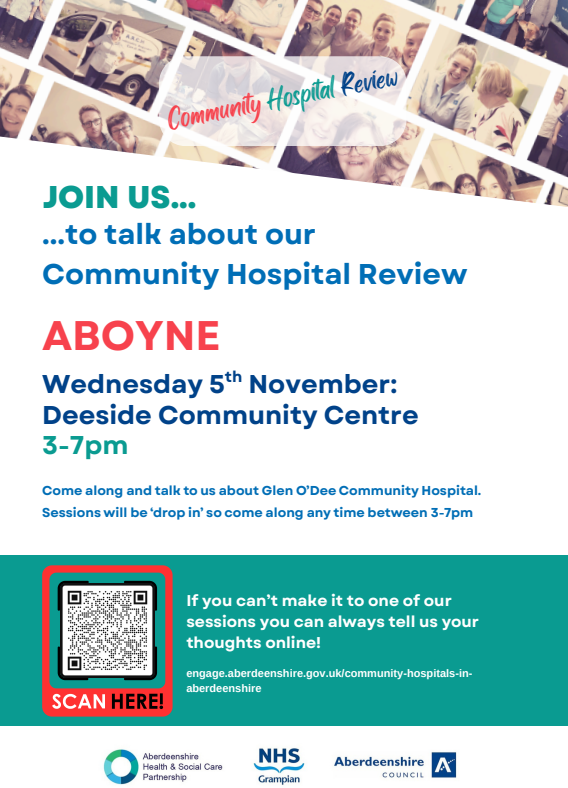 Community Hospital Review
JOIN US...
...to talk about our
Community Hospital Review
ABOYNE
Wednesday 5th November:
Deeside Community Centre
3-7pm
Come along and talk to us about Glen O'Dee Community Hospital.
Sessions will be 'drop in' so come along any time between 3-7pm
If you can't make it to one of our
sessions you can always tell us your
thoughts online!
engage.aberdeenshire.gov.uk/community-hospitals-in-
aberdeenshire
SCAN HERE!
Aberdeenshire
Health & Social Care
Partnership
NHS
Grampian
Aberdeenshire
COUNCIL